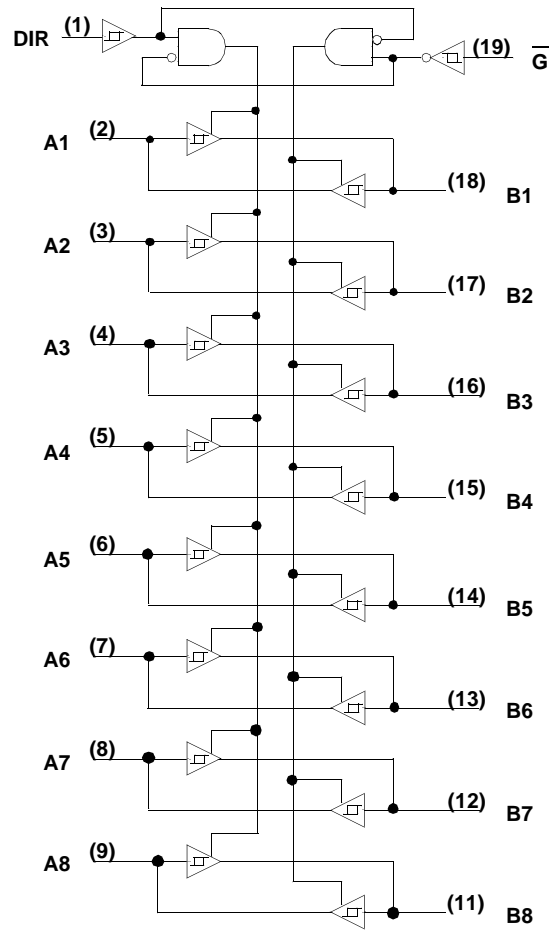 DIR (1)
(19) G
A1 (2)
(18) B1
A2 (3)
(17) B2
A3 (4)
(16) B3
A4 (5)
(15) B4
A5 (6)
(14) B5
A6 (7)
(13) B6
A7 (8)
(12) B7
A8 (9)
(11) B8